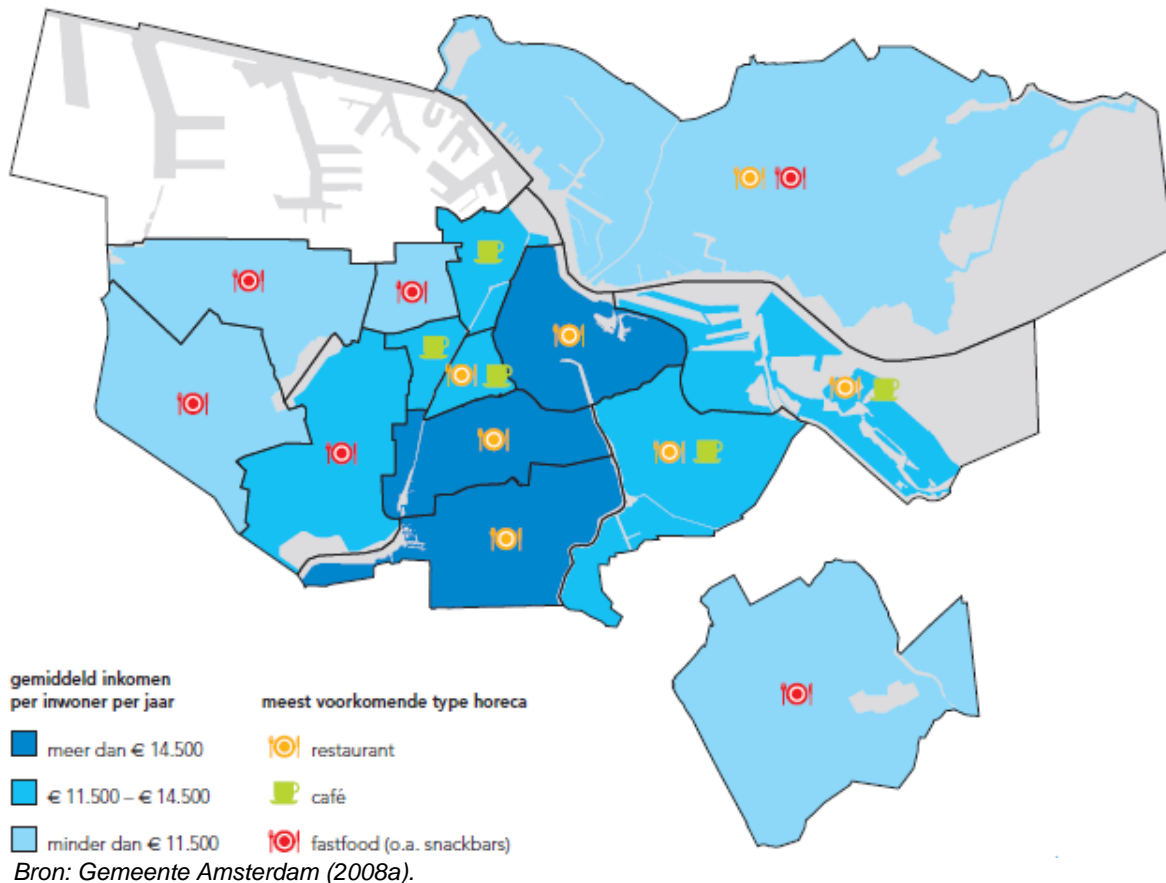 gemiddeld inkomen
per inwoner per jaar
meer dan € 14.500
€ 11.500 – € 14.500
minder dan € 11.500
meest voorkomende type horeca
restaurant
café
fastfood (o.a. snackbars)
Bron: Gemeente Amsterdam (2008a).